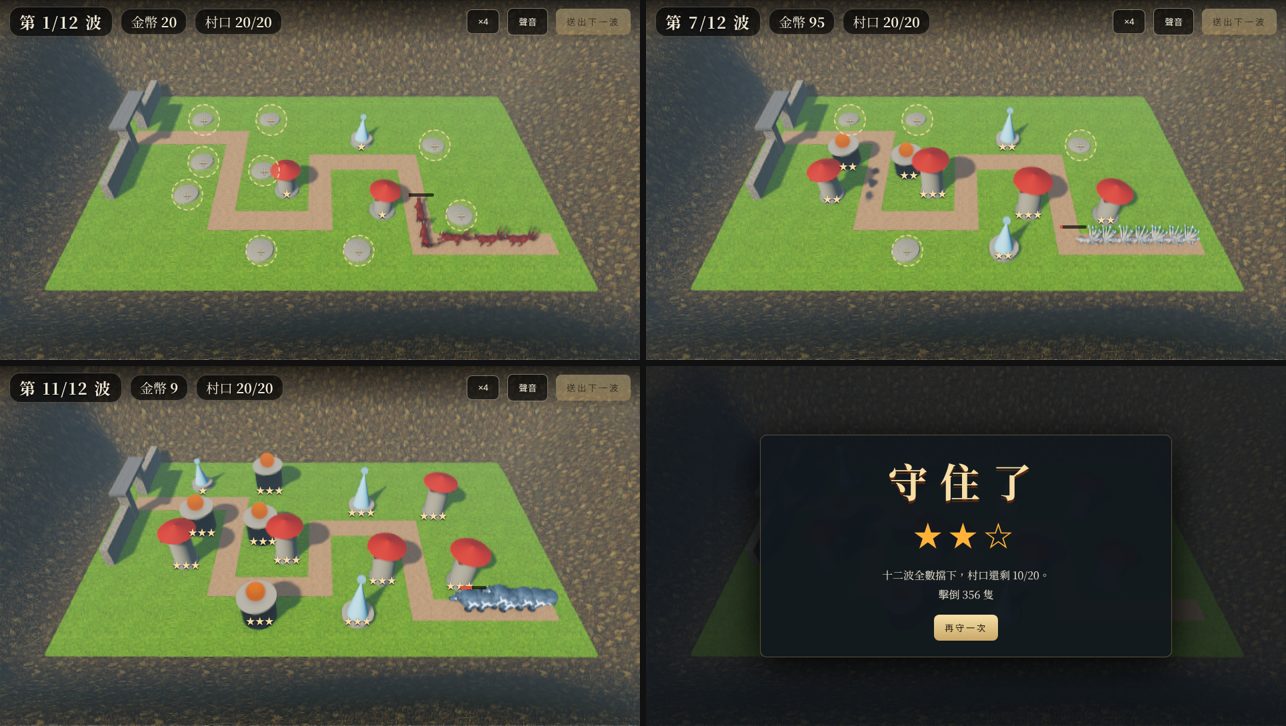 第 1/12 波
金幣 20
村口 20/20
×4
聲音
送出下一波
第 7/12 波
金幣 95
村口 20/20
×4
聲音
送出下一波
第 11/12 波
金幣 9
村口 20/20
×4
聲音
送出下一波
守住了
十二波全數擋下，村口還剩 10/20。
擊倒 356 隻
再守一次